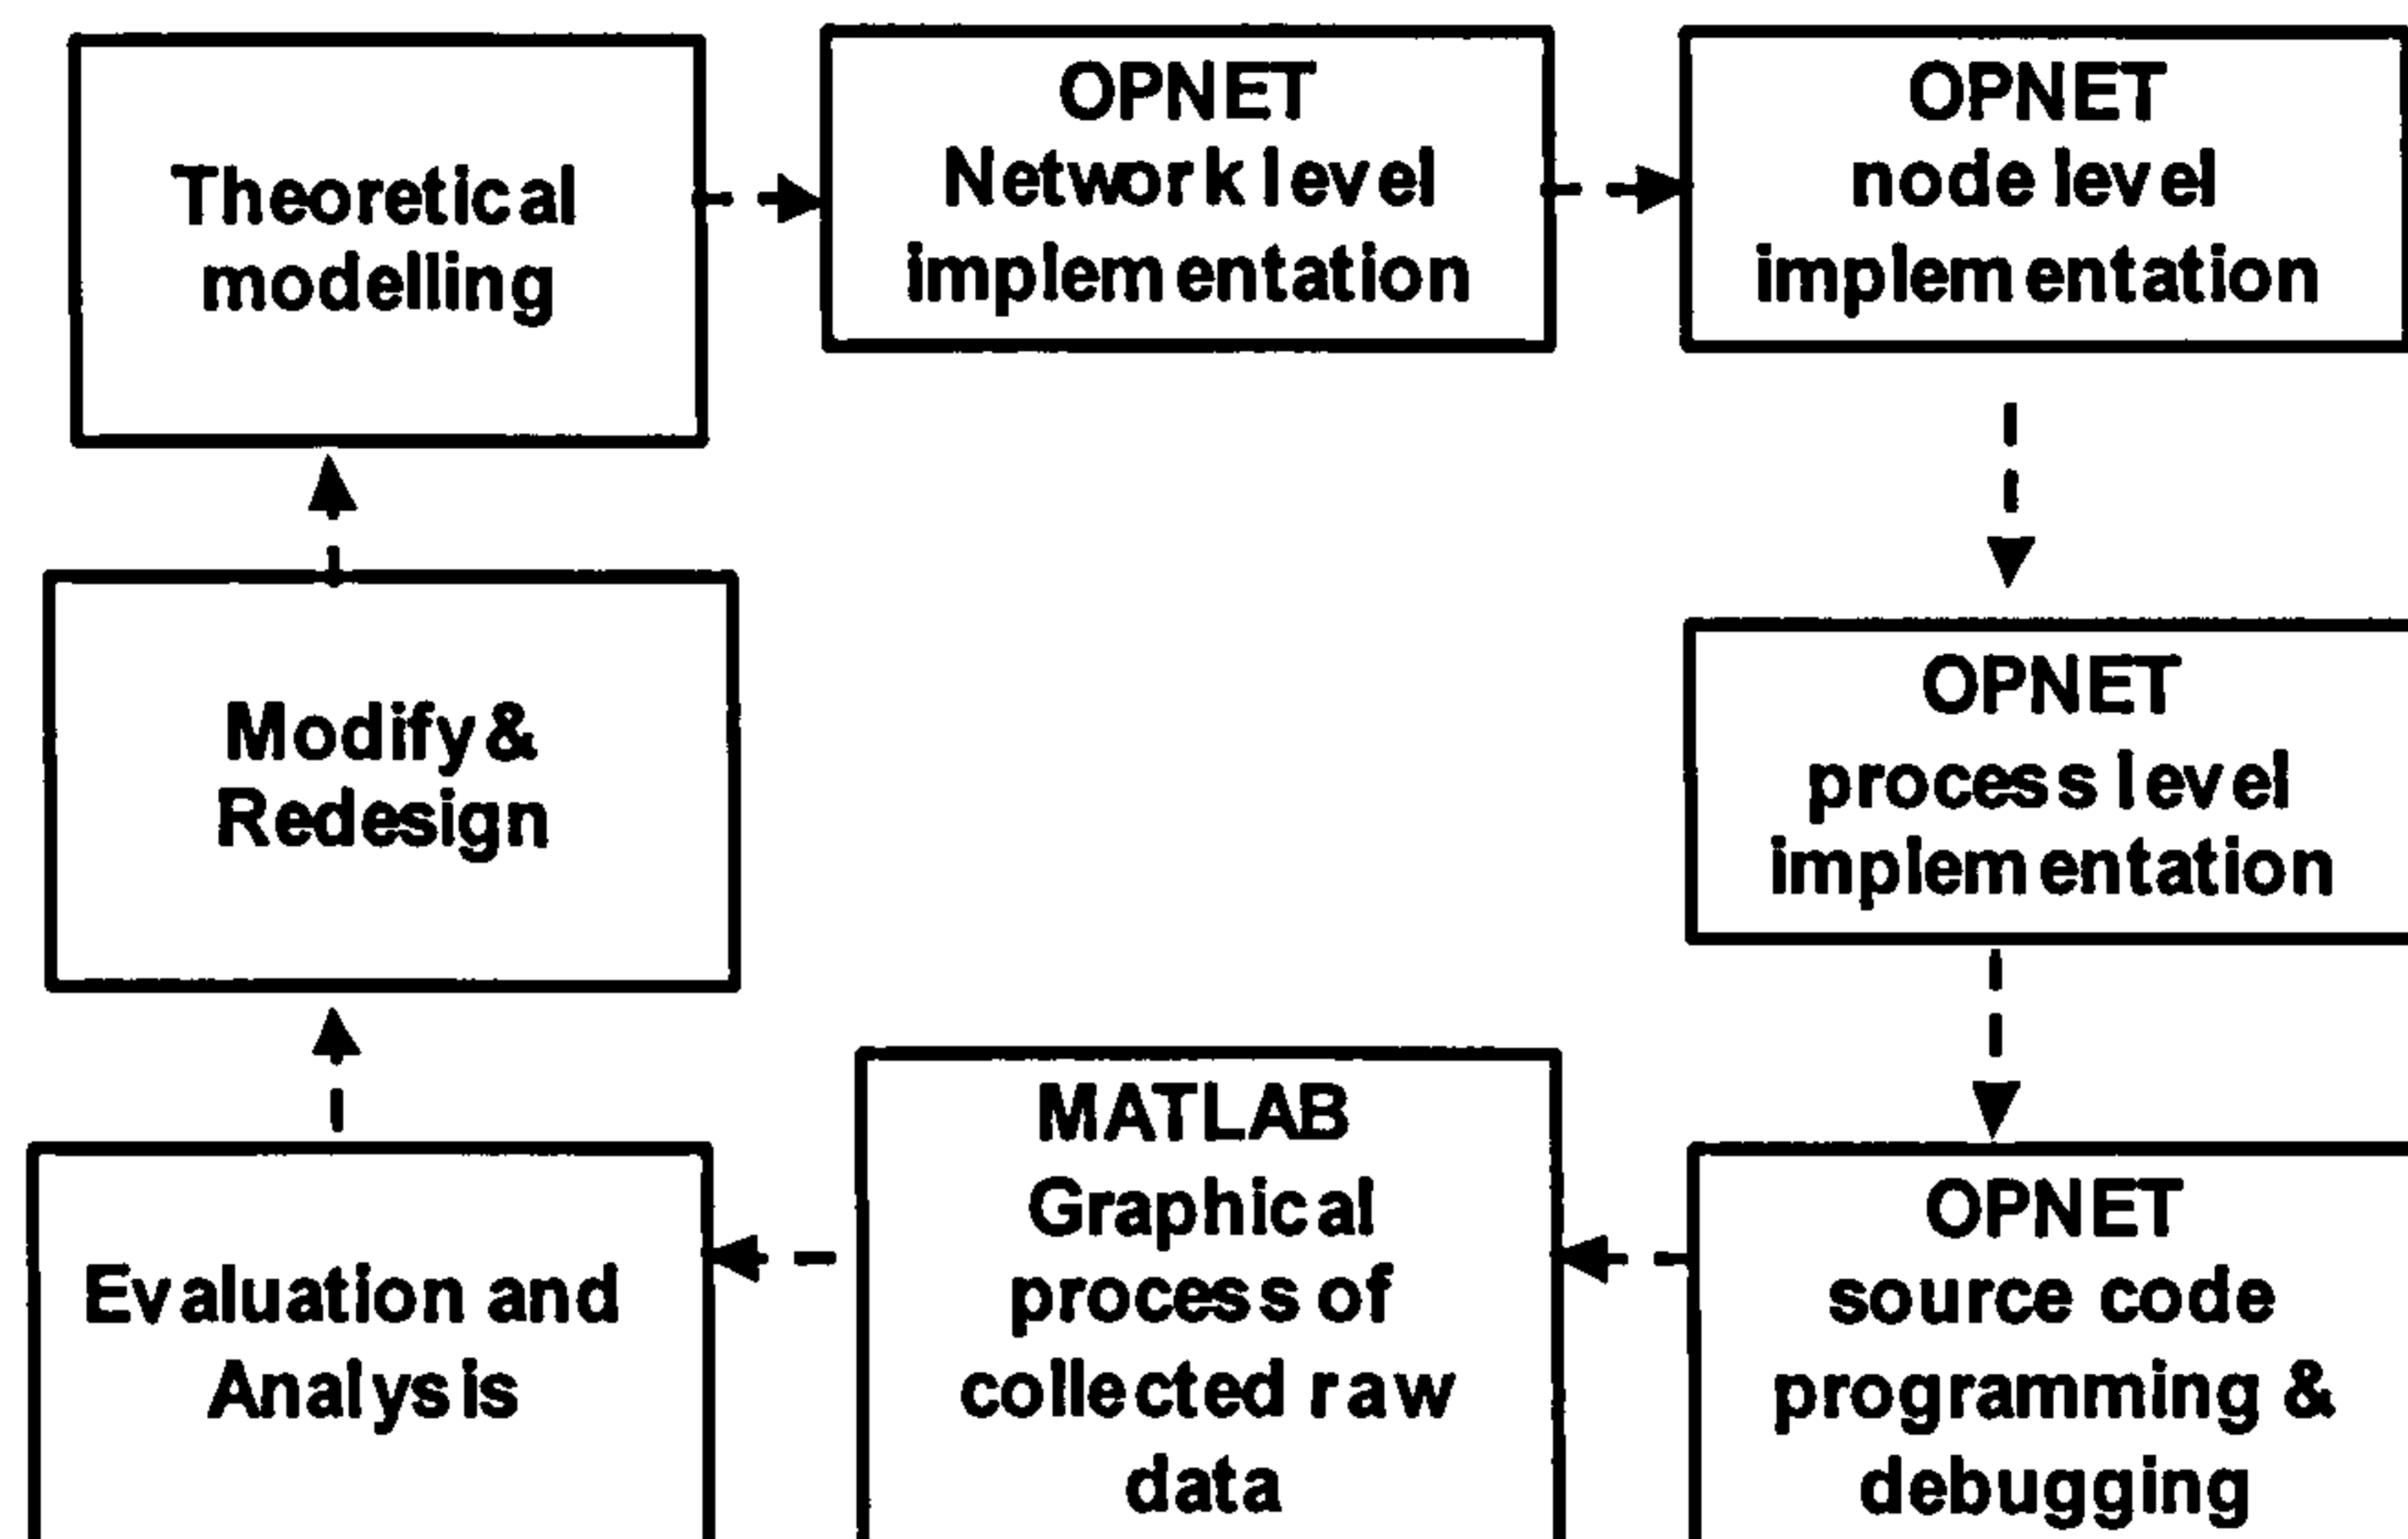 Theoretical
modelling
OPNET
Network level
implementation
OPNET
node level
implementation
OPNET
process level
implementation
OPNET
source code
programming &
debugging
MATLAB
Graphical
process of
collected raw
data
Evaluation and
Analysis
Modify &
Redesign